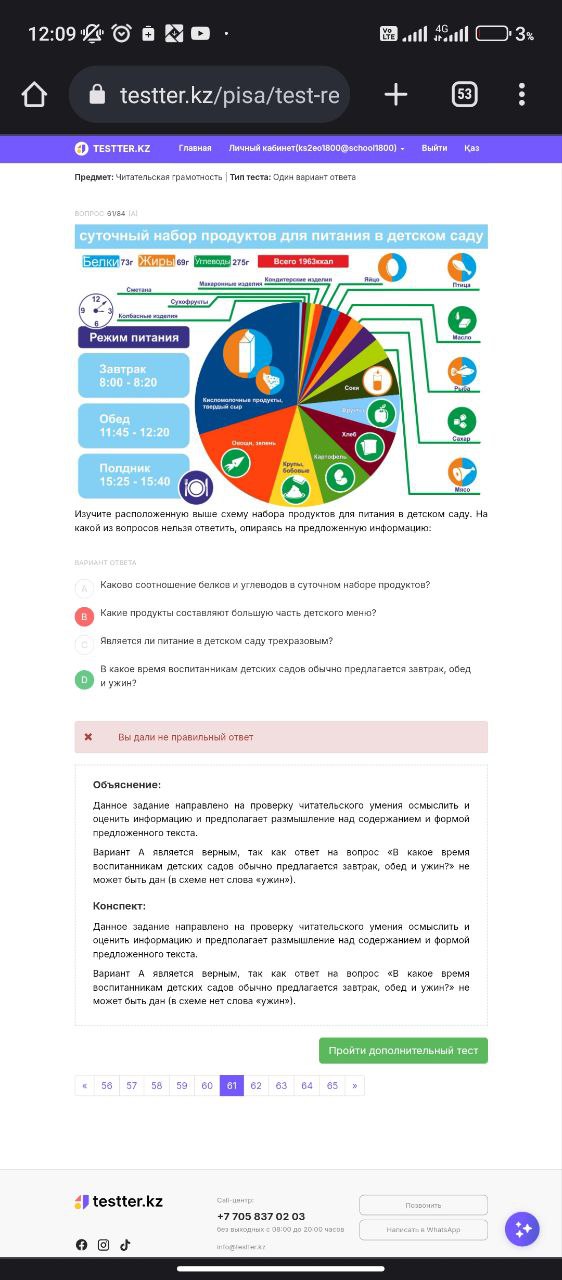 12:09
Vo LTE
4G
3%
testter.kz/pisa/test-re
53
TESTTER.KZ
Главная
Личный кабинет(ks2eo1800@school1800)
Выйти
Қаз
Предмет: Читательская грамотность | Тип теста: Один вариант ответа
ВОПРОС 61/84 (A)
суточный набор продуктов для питания в детском саду
Белки 73г Жиры 69г Углеводы 275г Всего 1963ккал
Кондитерские изделия
Яйцо
Макаронные изделия
Сметана
Сухофрукты
Колбасные изделия
Птица
12
9 3
6
Режим питания
Масло
Завтрак
8:00 - 8:20
Рыба
Соки
Кисломолочные продукты,
твердый сыр
Фрукты
Обед
11:45 - 12:20
Хлеб
Сахар
Овощи, зелень
Картофель
Крупы,
бобовые
Полдник
15:25 - 15:40
Мясо
Изучите расположенную выше схему набора продуктов для питания в детском саду. На
какой из вопросов нельзя ответить, опираясь на предложенную информацию:
ВАРИАНТ ОТВЕТА
A Каково соотношение белков и углеводов в суточном наборе продуктов?
B Какие продукты составляют большую часть детского меню?
C Является ли питание в детском саду трехразовым?
D В какое время воспитанникам детских садов обычно предлагается завтрак, обед
и ужин?
Вы дали не правильный ответ
Объяснение:
Данное задание направлено на проверку читательского умения осмыслить и
оценить информацию и предполагает размышление над содержанием и формой
предложенного текста.
Вариант А является верным, так как ответ на вопрос «В какое время
воспитанникам детских садов обычно предлагается завтрак, обед и ужин?» не
может быть дан (в схеме нет слова «ужин»).
Конспект:
Данное задание направлено на проверку читательского умения осмыслить и
оценить информацию и предполагает размышление над содержанием и формой
предложенного текста.
Вариант А является верным, так как ответ на вопрос «В какое время
воспитанникам детских садов обычно предлагается завтрак, обед и ужин?» не
может быть дан (в схеме нет слова «ужин»).
Пройти дополнительный тест
« 56 57 58 59 60 61 62 63 64 65 »
testter.kz
Call-центр:
+7 705 837 02 03
без выходных с 08:00 до 20:00 часов
info@testter.kz
Позвонить
Написать в WhatsApp